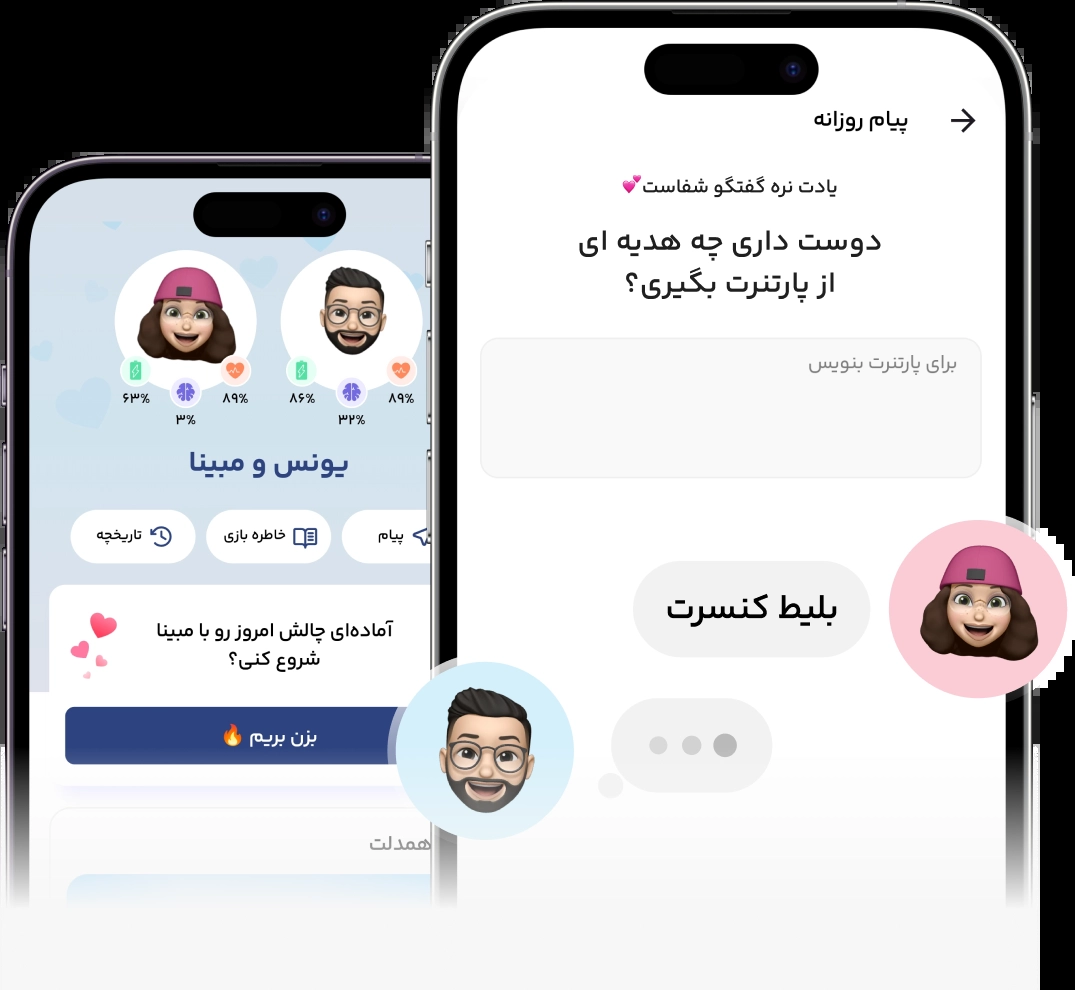 پیام روزانه
یادت نره گفتگو شفاست💕
دوست داری چه هدیه ای
از پارتنرت بگیری؟
برای پارتنرت بنویس
بلیط کنسرت
۸۹% ۸۶% ۸۹% ۶۳%
۳۲% ۳%
یونس و مبینا
پیام
خاطره بازی
تاریخچه
آماده‌ای چالش امروز رو با مبینا
شروع کنی؟
بزن بریم 🔥
همدلت